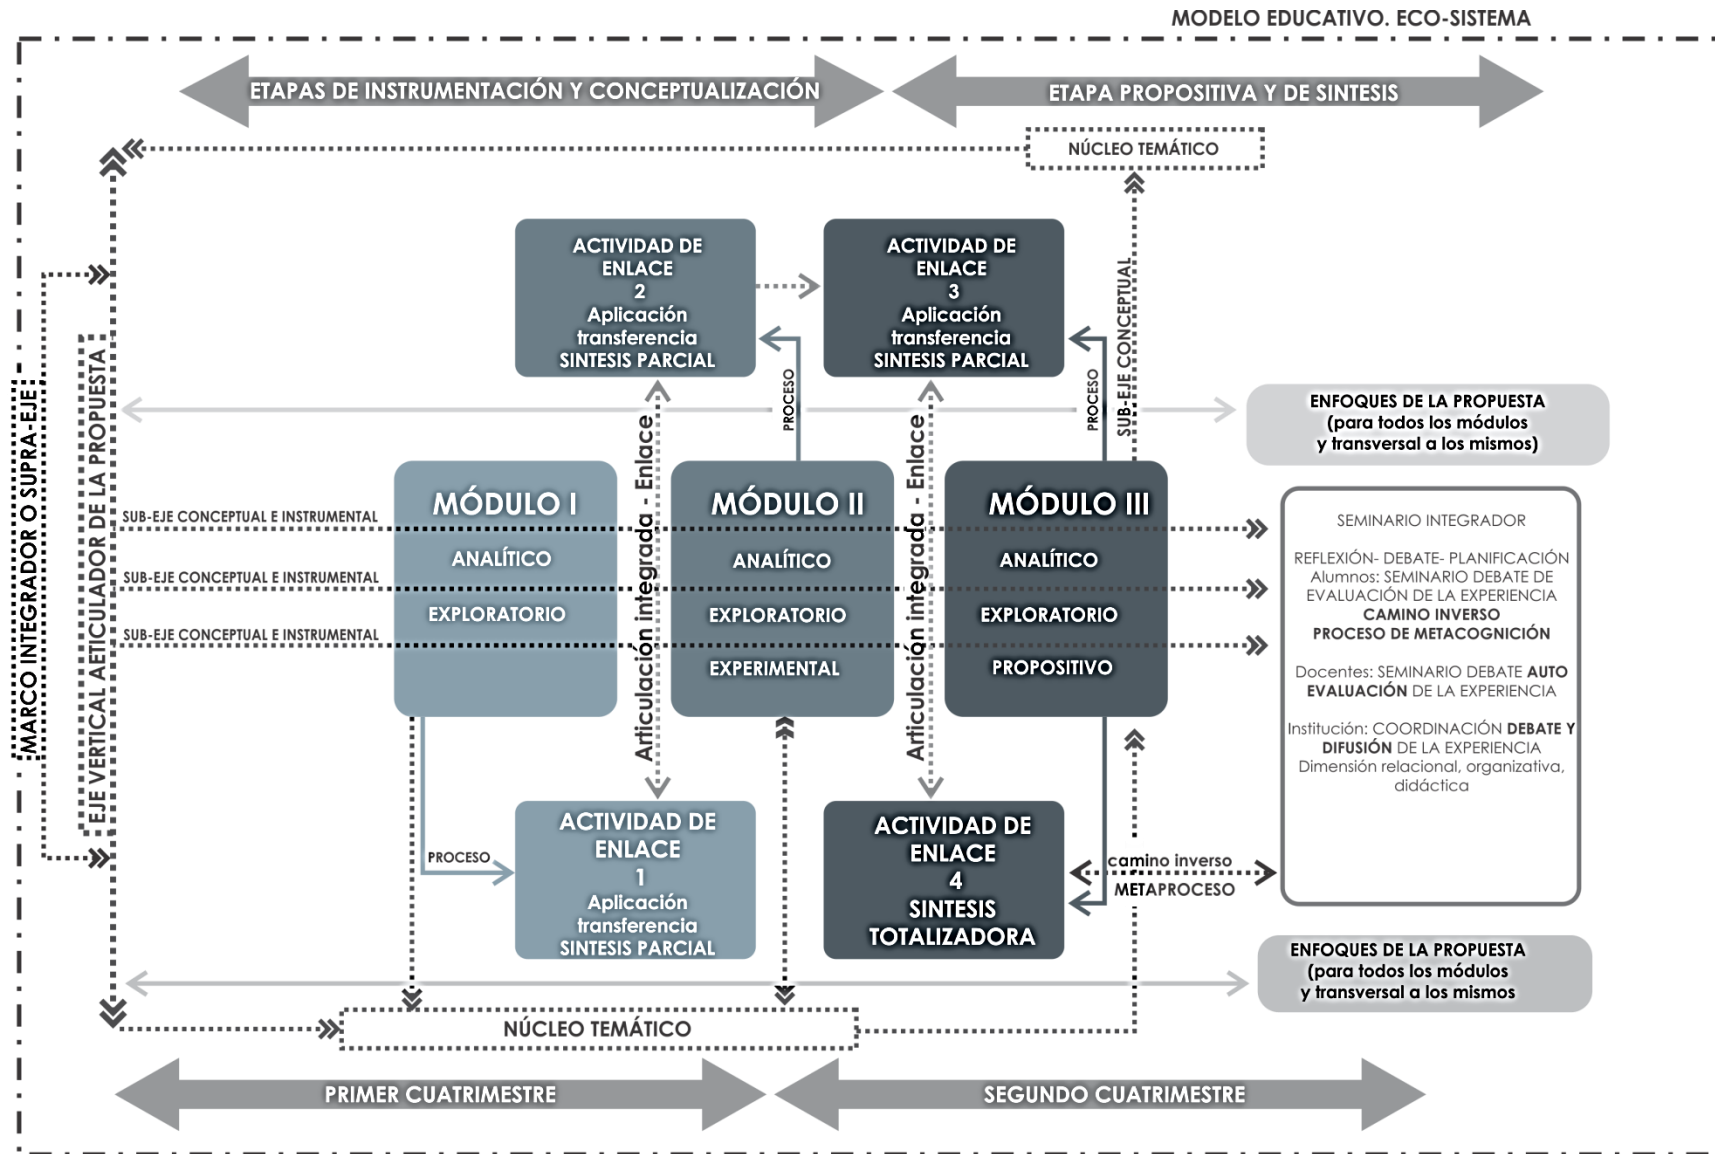 MODELO EDUCATIVO. ECO-SISTEMA
ETAPAS DE INSTRUMENTACIÓN Y CONCEPTUALIZACIÓN
ETAPA PROPOSITIVA Y DE SINTESIS
NÚCLEO TEMÁTICO
MARCO INTEGRADOR O SUPRA-EJE
EJE VERTICAL AETICULADOR DE LA PROPUESTA
ACTIVIDAD DE
ENLACE
2
Aplicación
transferencia
SINTESIS PARCIAL
ACTIVIDAD DE
ENLACE
3
Aplicación
transferencia
SINTESIS PARCIAL
PROCESO
PROCESO
SUB-EJE CONCEPTUAL
ENFOQUES DE LA PROPUESTA
(para todos los módulos
y transversal a los mismos)
SUB-EJE CONCEPTUAL E INSTRUMENTAL
SUB-EJE CONCEPTUAL E INSTRUMENTAL
SUB-EJE CONCEPTUAL E INSTRUMENTAL
MÓDULO I
ANALÍTICO
EXPLORATORIO
Articulación integrada - Enlace
MÓDULO II
ANALÍTICO
EXPLORATORIO
EXPERIMENTAL
Articulación integrada - Enlace
MÓDULO III
ANALÍTICO
EXPLORATORIO
PROPOSITIVO
SEMINARIO INTEGRADOR
REFLEXIÓN- DEBATE- PLANIFICACIÓN
Alumnos: SEMINARIO DEBATE DE
EVALUACIÓN DE LA EXPERIENCIA
CAMINO INVERSO
PROCESO DE METACOGNICIÓN
Docentes: SEMINARIO DEBATE AUTO
EVALUACIÓN DE LA EXPERIENCIA
Institución: COORDINACIÓN DEBATE Y
DIFUSIÓN DE LA EXPERIENCIA
Dimensión relacional, organizativa,
didáctica
PROCESO
ACTIVIDAD DE
ENLACE
1
Aplicación
transferencia
SINTESIS PARCIAL
ACTIVIDAD DE
ENLACE
4
SINTESIS
TOTALIZADORA
camino inverso
METAPROCESO
ENFOQUES DE LA PROPUESTA
(para todos los módulos
y transversal a los mismos
NÚCLEO TEMÁTICO
PRIMER CUATRIMESTRE
SEGUNDO CUATRIMESTRE